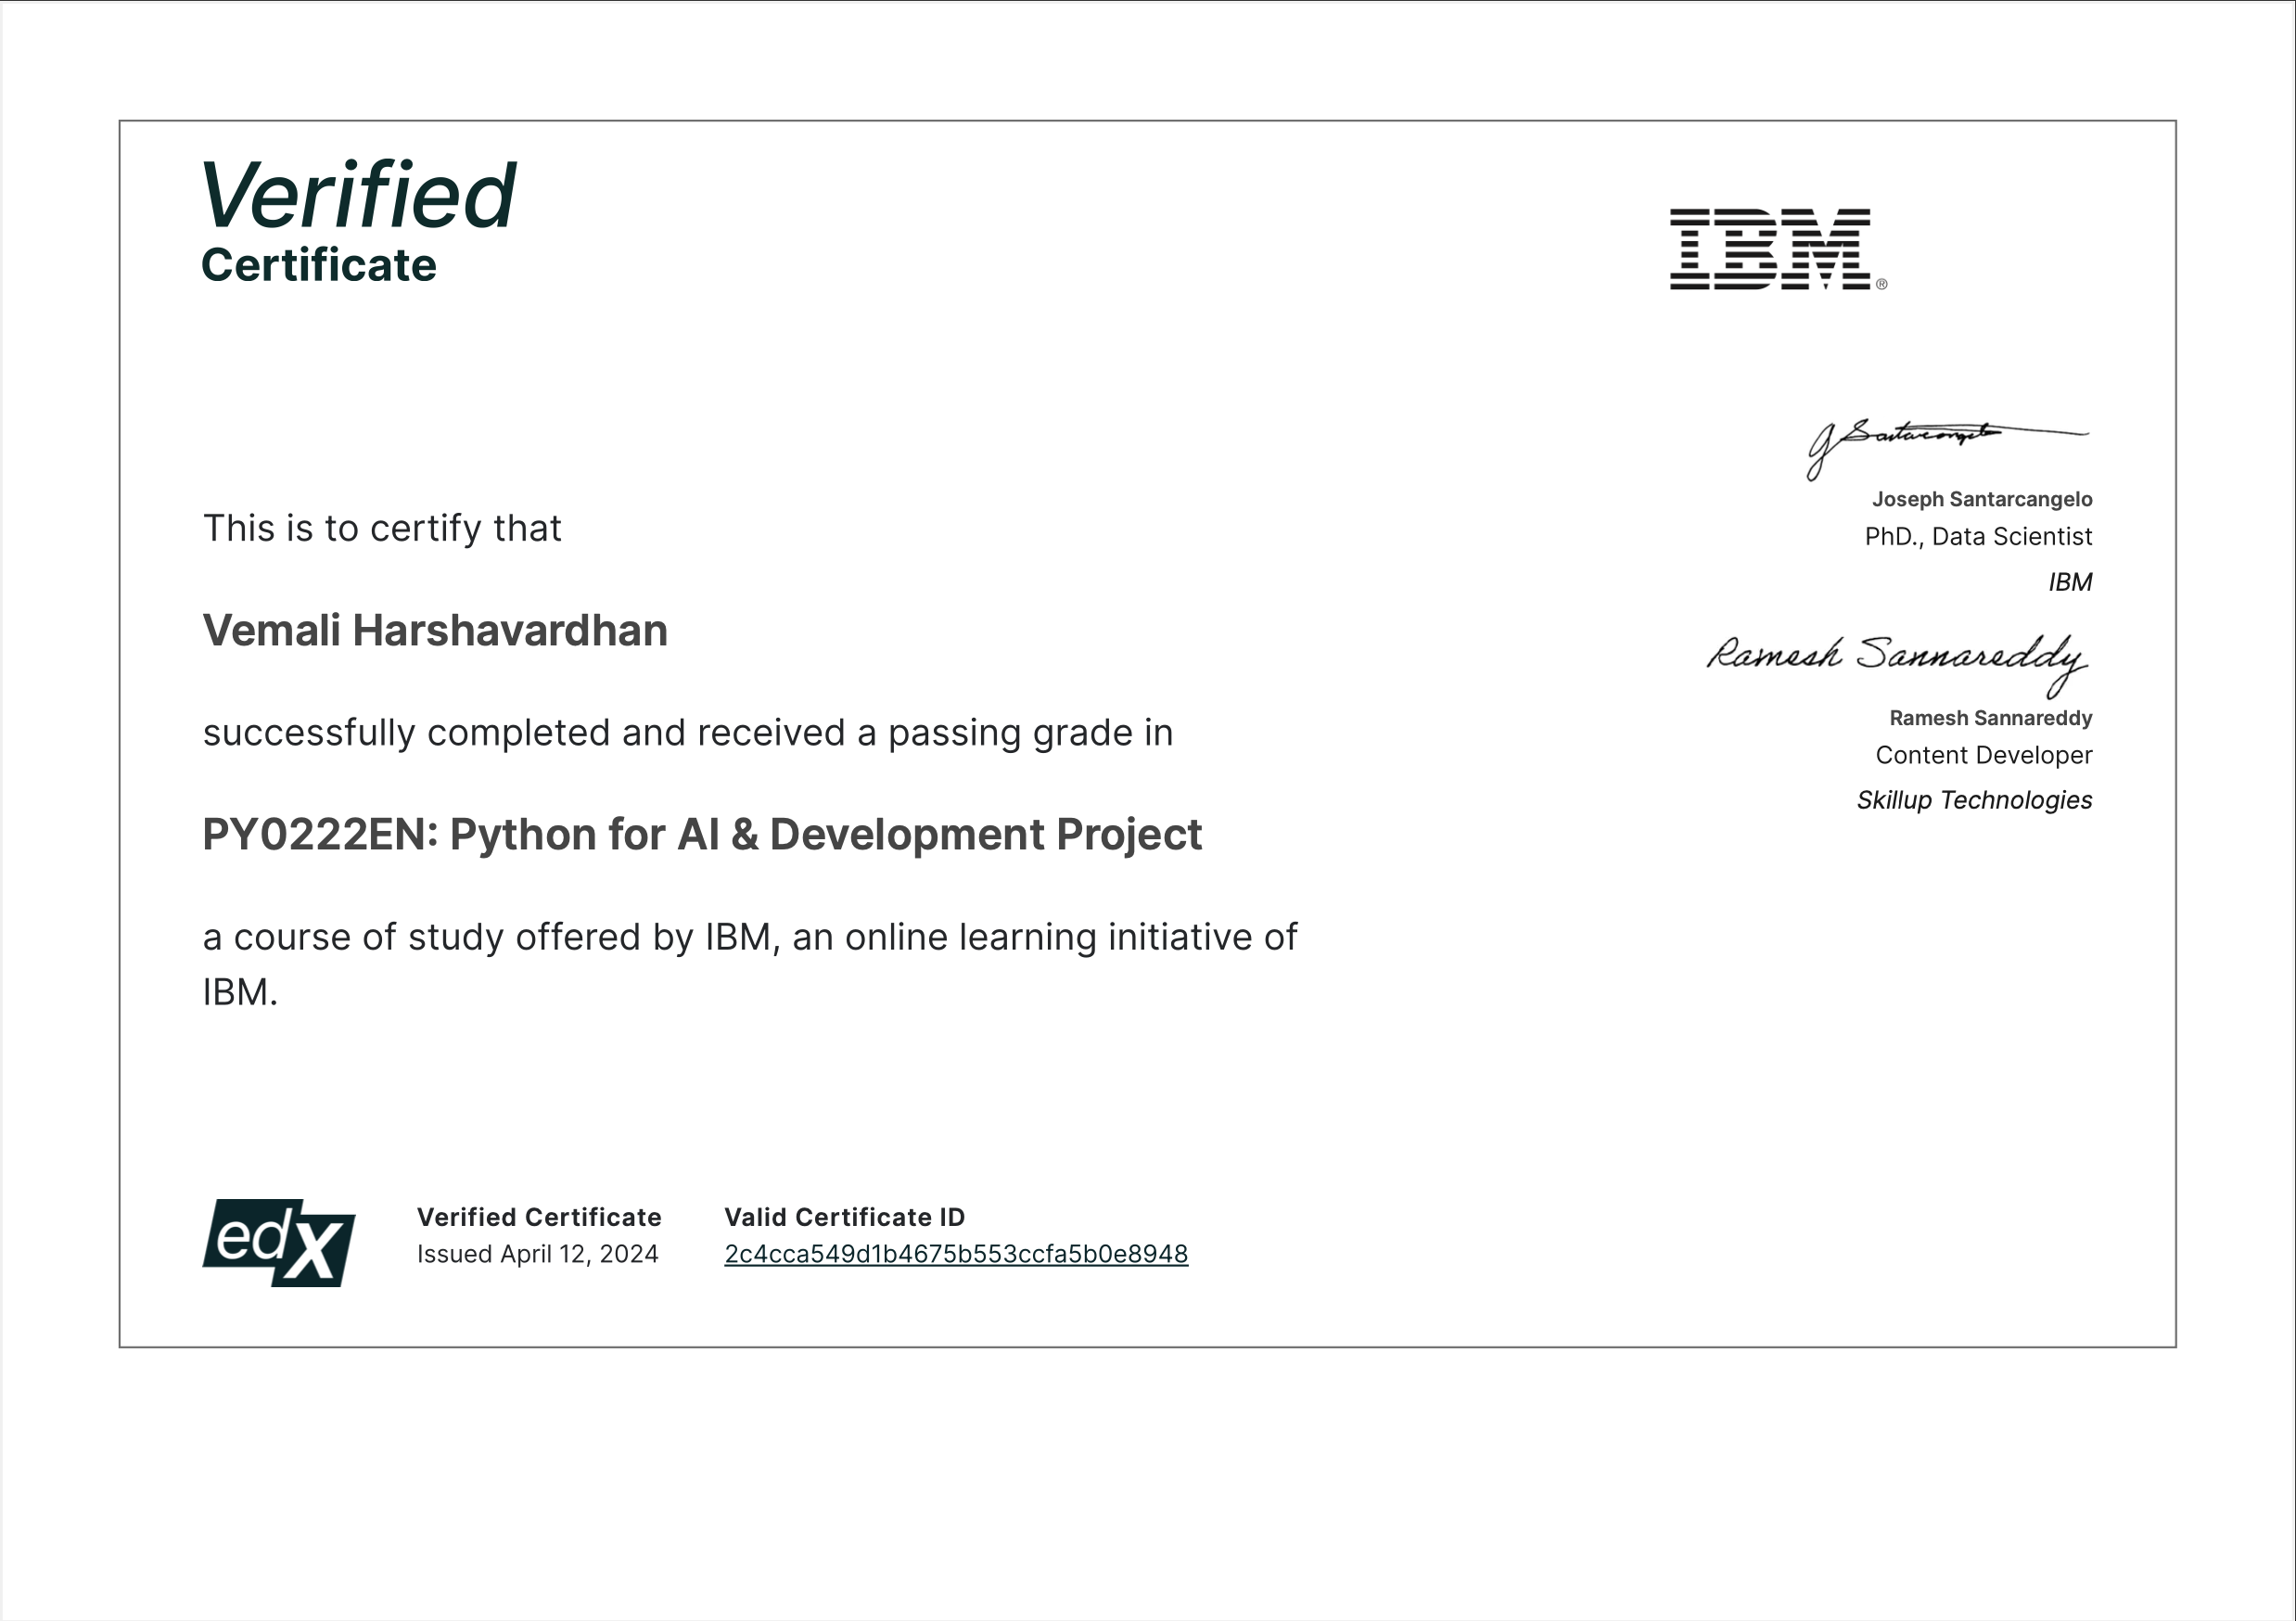 Verified
Certificate
IBM®
This is to certify that
Vemali Harshavardhan
successfully completed and received a passing grade in
PY0222EN: Python for AI & Development Project
a course of study offered by IBM, an online learning initiative of
IBM.
J Santarcangelo
Joseph Santarcangelo
PhD., Data Scientist
IBM
Ramesh Sannareddy
Ramesh Sannareddy
Content Developer
Skillup Technologies
edX
Verified Certificate
Issued April 12, 2024
Valid Certificate ID
2c4cca549d1b4675b553ccfa5b0e8948